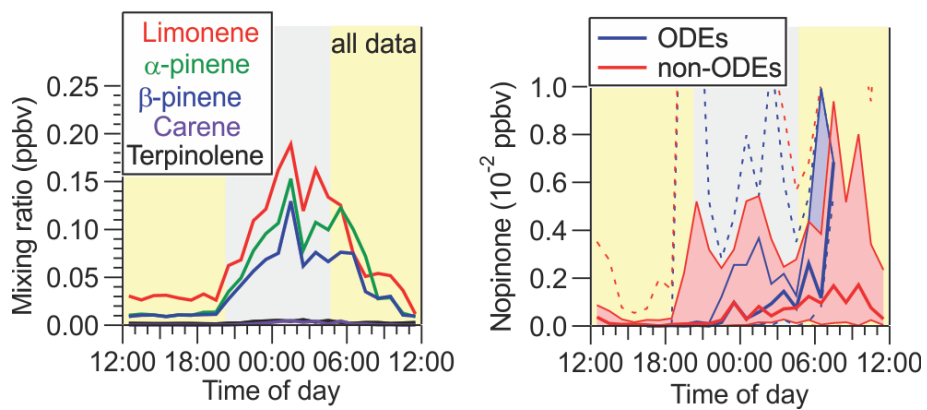 Limonene
α-pinene
β-pinene
Carene
Terpinolene
all data
Mixing ratio (ppbv)
0.25
0.20
0.15
0.10
0.05
0.00
12:00 18:00 00:00 06:00 12:00
Time of day
ODEs
non-ODEs
Nopinone (10-2 ppbv)
1.0
0.8
0.6
0.4
0.2
0.0
12:00 18:00 00:00 06:00 12:00
Time of day